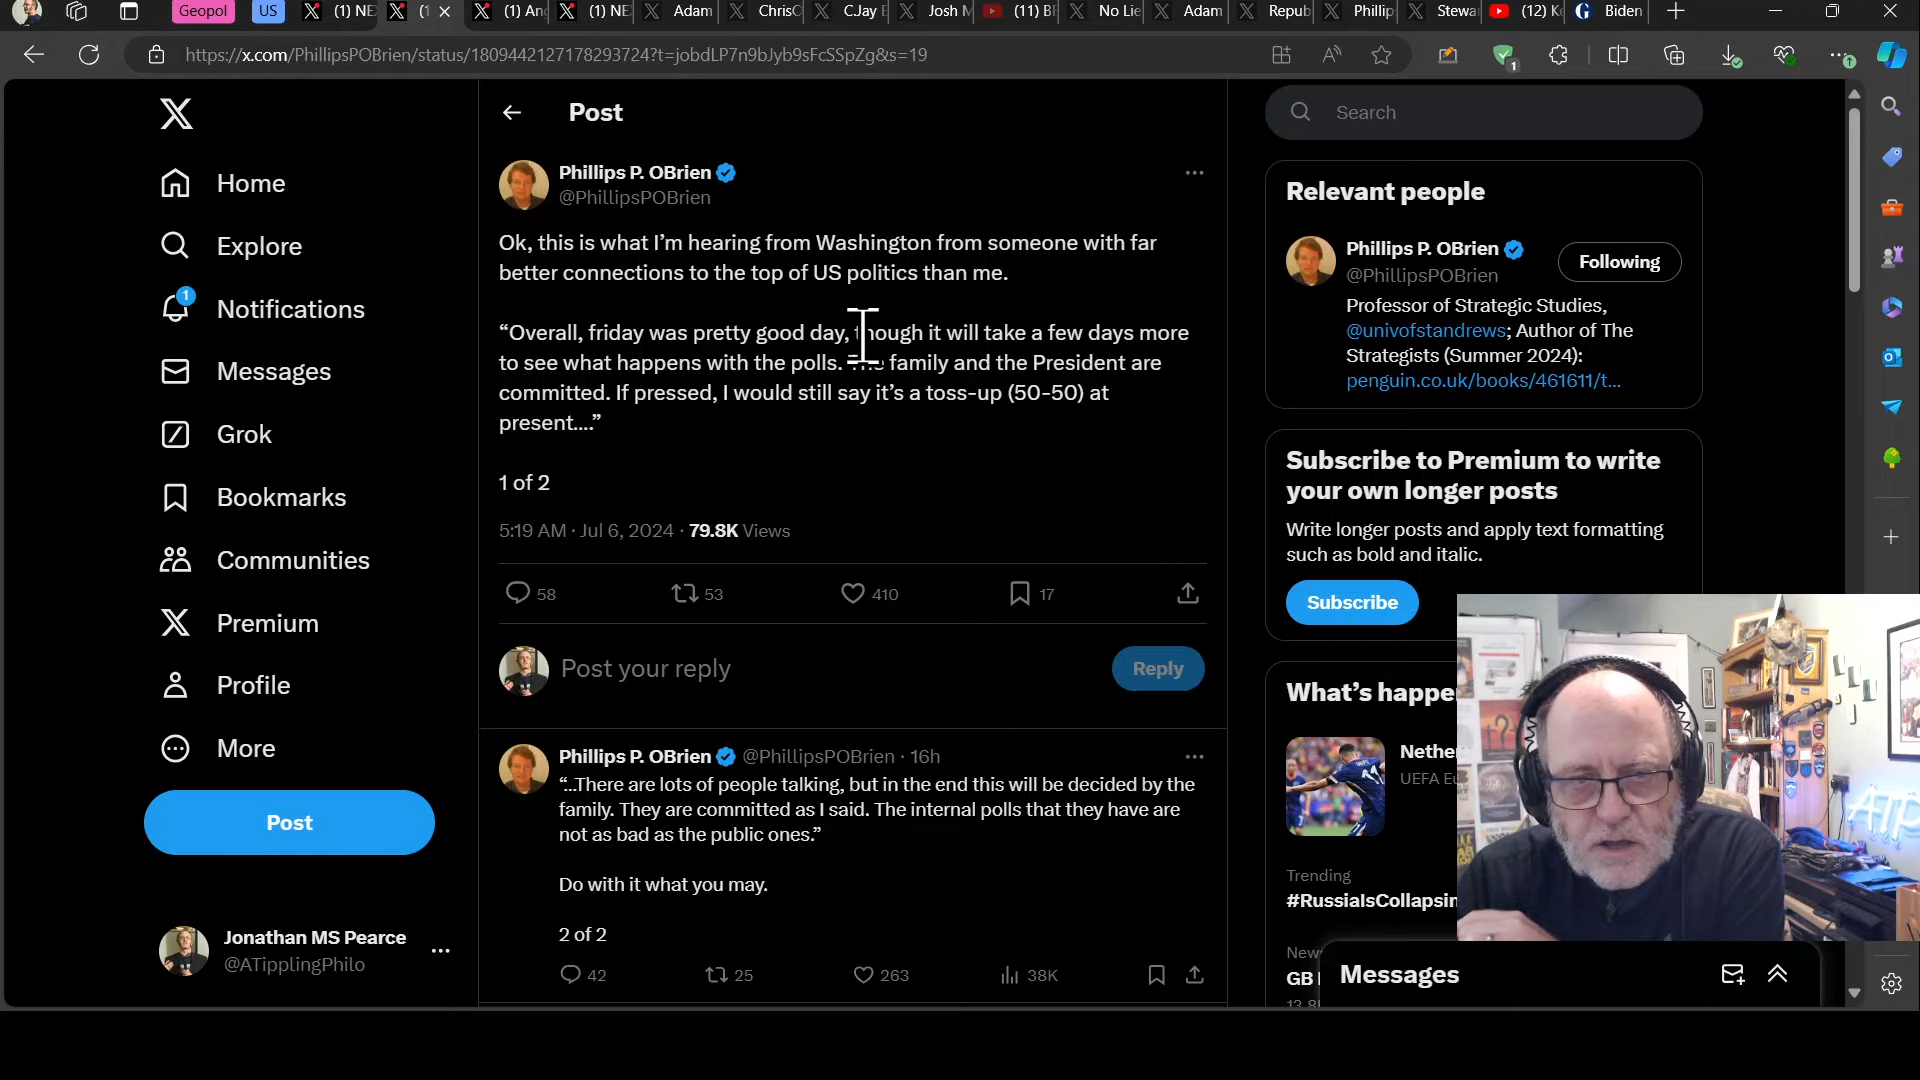 Geopol
US
(1) NE
(1
(1) An
(1) NE
Adam
ChrisC
CJay E
Josh M
(11) B
No Lie
Adam
Repub
Phillip
Stewa
(12) K
Biden
https://x.com/PhillipsPOBrien/status/1809442127178293724?t=jobdLP7n9bJyb9sFcSSpZg&s=19
Home
Explore
1
Notifications
Messages
Grok
Bookmarks
Communities
Premium
Profile
More
Post
Jonathan MS Pearce
@ATipplingPhilo
Post
Phillips P. OBrien
@PhillipsPOBrien
Ok, this is what I'm hearing from Washington from someone with far
better connections to the top of US politics than me.
“Overall, friday was pretty good day, though it will take a few days more
to see what happens with the polls. The family and the President are
committed. If pressed, I would still say it's a toss-up (50-50) at
present....”
1 of 2
5:19 AM · Jul 6, 2024 · 79.8K Views
58
53
410
17
Post your reply
Reply
Phillips P. OBrien @PhillipsPOBrien · 16h
“...There are lots of people talking, but in the end this will be decided by the
family. They are committed as I said. The internal polls that they have are
not as bad as the public ones.”
Do with it what you may.
2 of 2
42
25
263
38K
Search
Relevant people
Phillips P. OBrien
@PhillipsPOBrien
Following
Professor of Strategic Studies,
@univofstandrews; Author of The
Strategists (Summer 2024):
penguin.co.uk/books/461611/t...
Subscribe to Premium to write
your own longer posts
Write longer posts and apply text formatting
such as bold and italic.
Subscribe
What's happe
Nethe
UEFA Eu
Trending
#RussiaIsCollapsin
New
GB
Messages
ATP